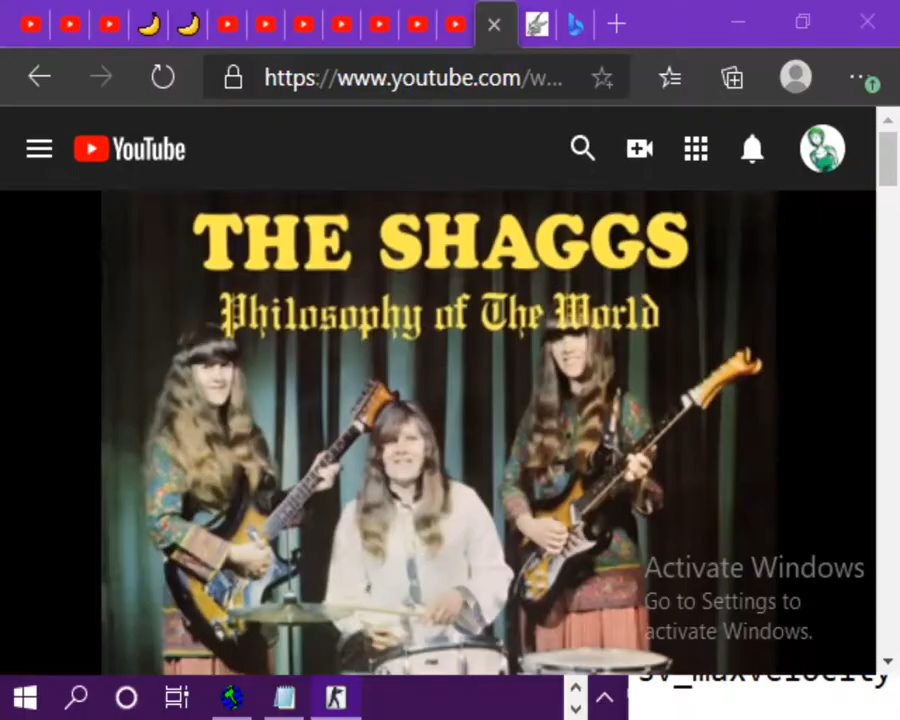 https://www.youtube.com/w...
YouTube
THE SHAGGS
Philosophy of The World
Activate Windows
Go to Settings to
activate Windows.
sv_maxvelocity